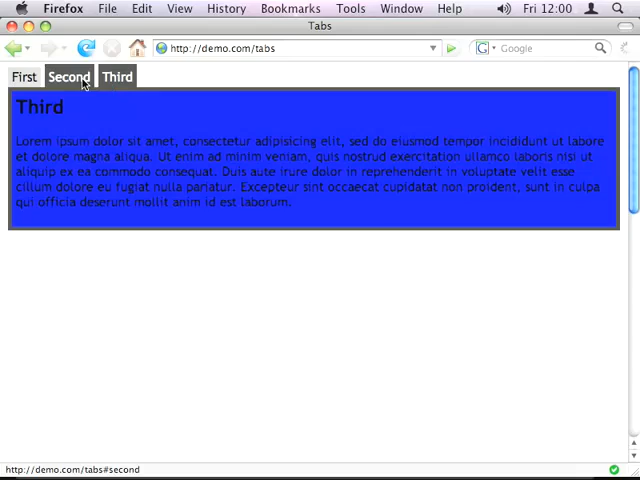 Firefox File Edit View History Bookmarks Tools Window Help Fri 12:00
Tabs
http://demo.com/tabs Google
First Second Third
Third
Lorem ipsum dolor sit amet, consectetur adipisicing elit, sed do eiusmod tempor incididunt ut labore
et dolore magna aliqua. Ut enim ad minim veniam, quis nostrud exercitation ullamco laboris nisi ut
aliquip ex ea commodo consequat. Duis aute irure dolor in reprehenderit in voluptate velit esse
cillum dolore eu fugiat nulla pariatur. Excepteur sint occaecat cupidatat non proident, sunt in culpa
qui officia deserunt mollit anim id est laborum.
http://demo.com/tabs#second